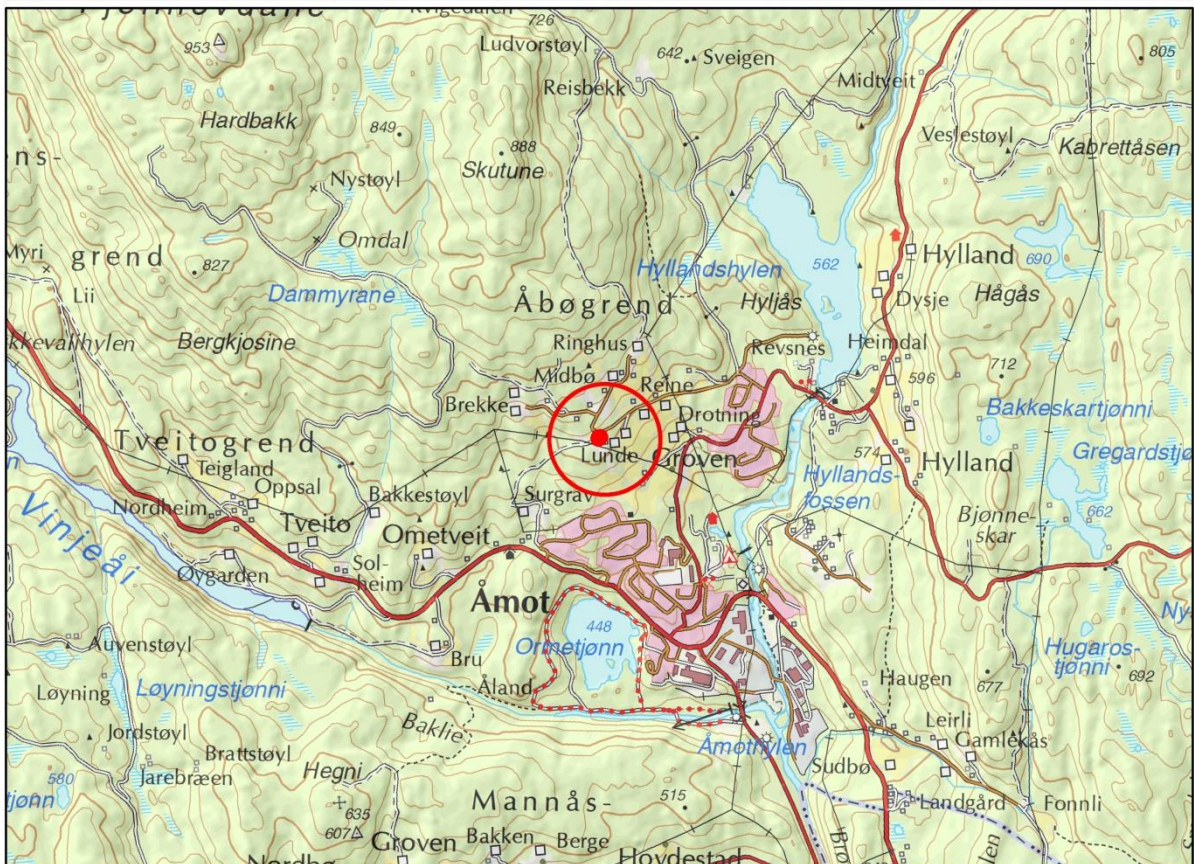 Kvigedalen
726
Ludvorstøyl
953
642
Sveigen
805
Reisbekk
Midtveit
Hardbakk
849
888
Skutune
Veslestøyl
Kabrettåsen
ens-
Nystøyl
Omdal
Myri
grend
827
Hyllandshylen
562
Hylland
690
Lii
Dammyrane
Åbøgrend
Hyljås
Dysje
Hågås
Bergkjosine
Ringhus
Revsnes
Heimdal
712
Midbø
Reine
596
Brekke
Drotning
Bakkeskartjønni
Tveitogrend
Lunde
Groven
574
Hylland
Teigland
Oppsal
Bakkestøyl
Surgrav
Hyllands-
fossen
Nordheim
Vinjeåi
Tveito
Ometveit
Bjønne-
skar
662
Øygarden
Sol-
heim
Åmot
448
Ormetjønn
Auvenstøyl
Bru
Hugaros-
tjønni
692
Løyning
Løyningstjønni
Åland
Haugen
677
Baklie
Leirli
Jordstøyl
Åmothylen
Gamlekås
Brattstøyl
Hegni
Sudbø
580
Jarebræen
635
Mannås-
515
Landgård
Fonnli
607
Groven
Bakken
Berge
Hovdestad